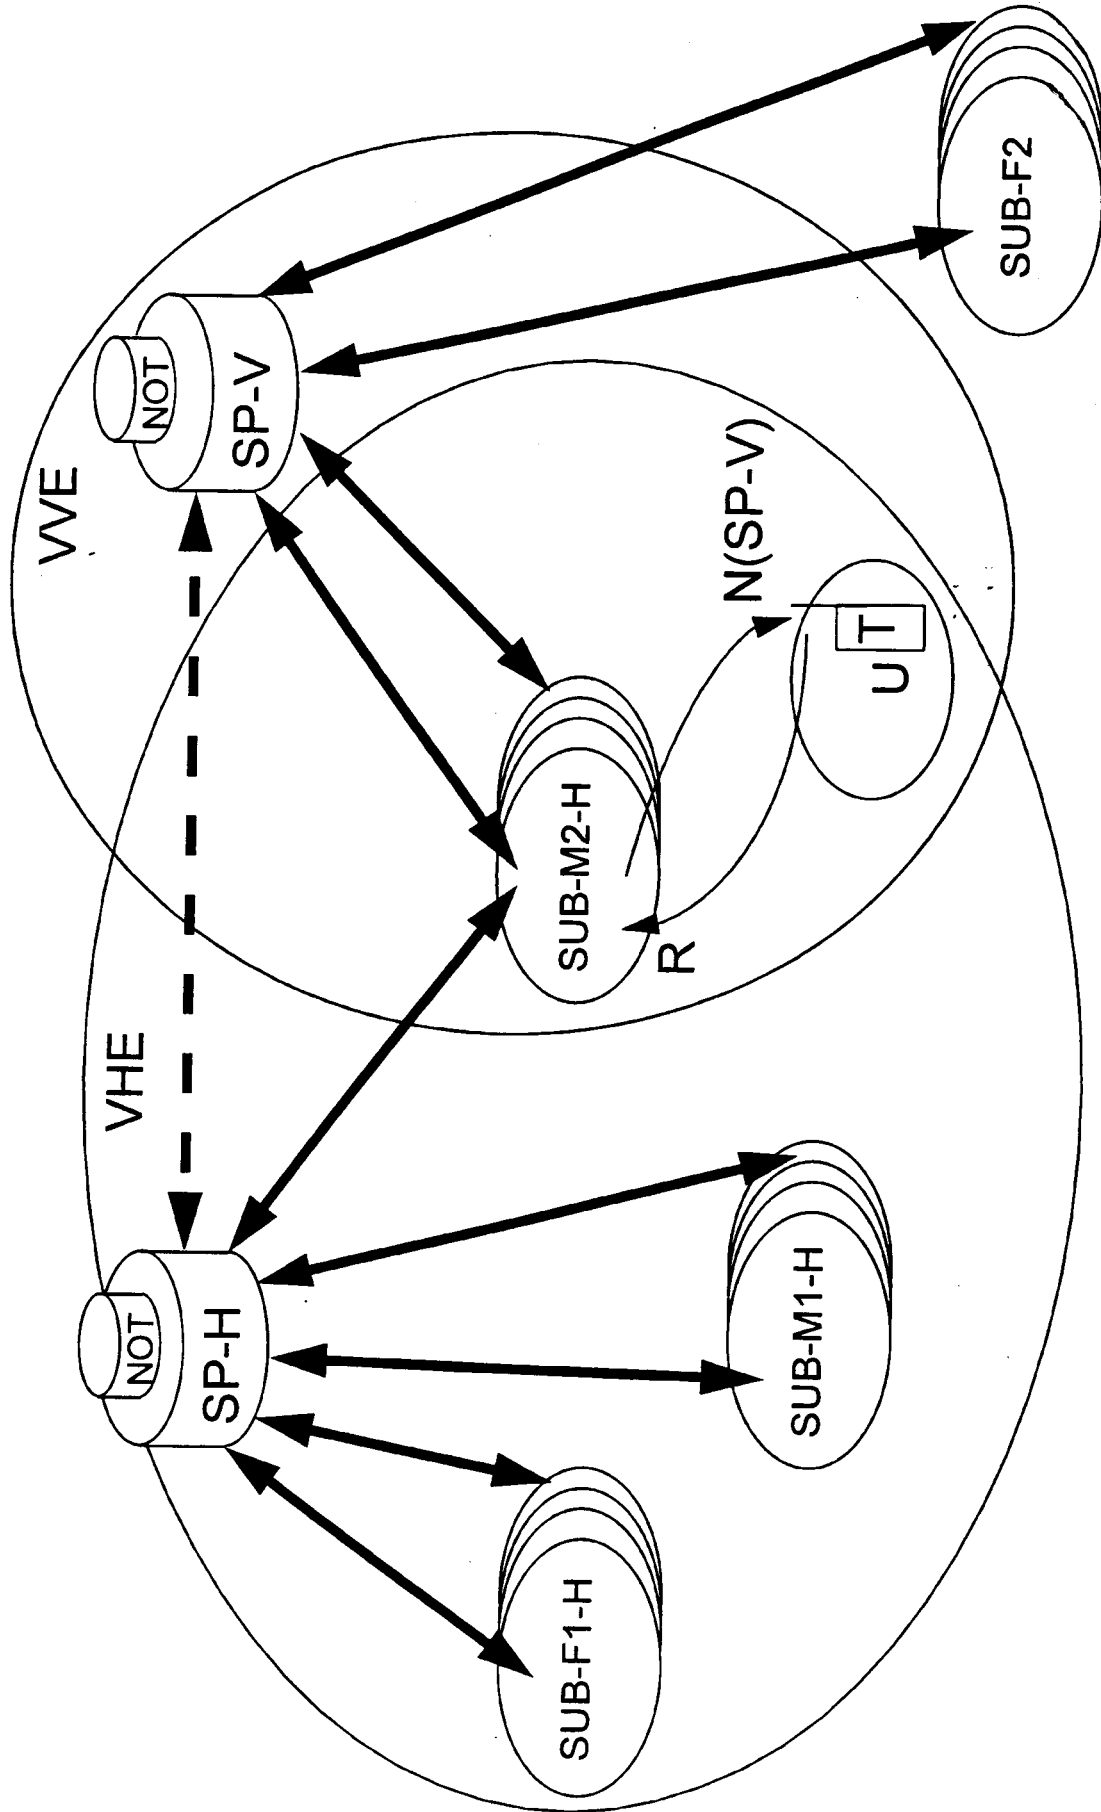 VVE
VHE
NOT
SP-V
NOT
SP-H
N(SP-V)
SUB-M2-H
R
U
T
SUB-F2
SUB-M1-H
SUB-F1-H